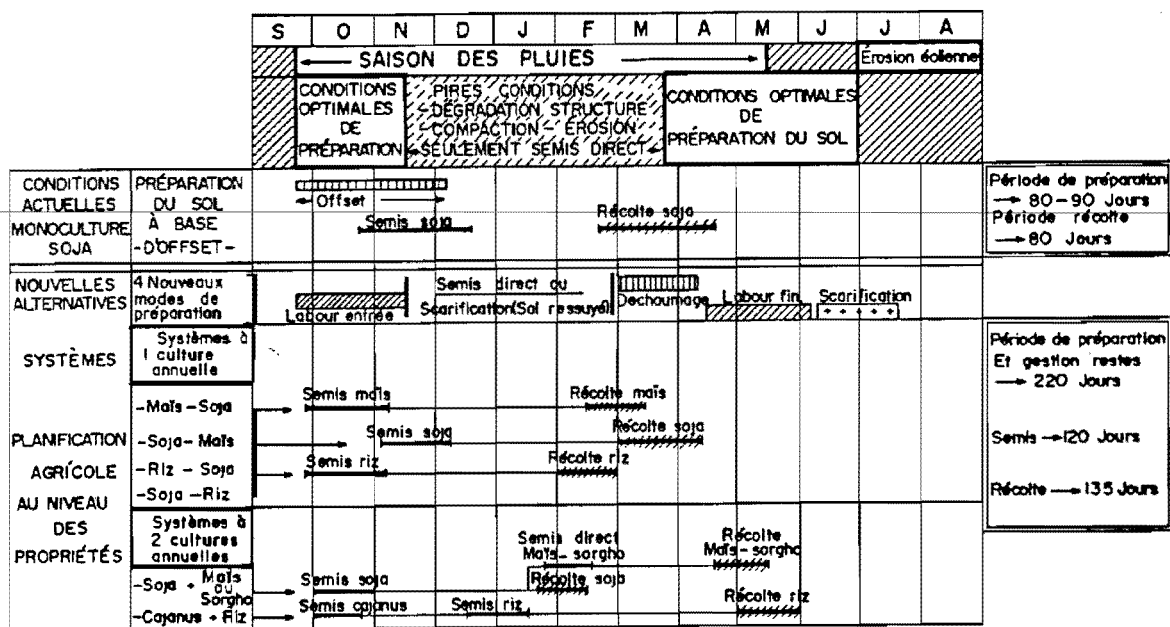 S O N D J F M A M J J A
SAISON DES PLUIES
Érosion éolienne
CONDITIONS
OPTIMALES
DE
PRÉPARATION
PIRES CONDITIONS
-DÉGRADATION STRUCTURE
-COMPACTION - EROSION
SEULEMENT SEMIS DIRECT
CONDITIONS OPTIMALES
DE
PRÉPARATION DU SOL
CONDITIONS
ACTUELLES
MONOCULTURE
SOJA
PRÉPARATION
DU SOL
À BASE
-D'OFFSET-
Offset
Semis soja
Récolte soja
Période de préparation
→ 80-90 Jours
Période récolte
→ 80 Jours
NOUVELLES
ALTERNATIVES
4 Nouveaux
modes de
préparation
Labour entrée
Semis direct ou
Scarification(Sol ressuyé)
Dechaumage
Labour fin
Scarification
SYSTÈMES
Systèmes à
1 culture
annuelle
Période de préparation
Et gestion restes
→ 220 Jours
Semis → 120 Jours
Récolte → 135 Jours
PLANIFICATION
AGRÍCOLE
AU NIVEAU
DES
PROPRIÉTÉS
-Maïs-Soja
Semis maïs
Récolte maïs
-Soja-Maïs
Semis soja
Récolte soja
-Riz-Soja
Semis riz
Récolte riz
-Soja-Riz
Systèmes à
2 cultures
annuelles
Semis direct
Maïs-sorgho
Récolte
Maïs-sorgho
-Soja + Maïs
ou
Sorgho
Semis soja
Récolte soja
-Cajanus + Riz
Semis cajanus
Semis riz
Récolte riz